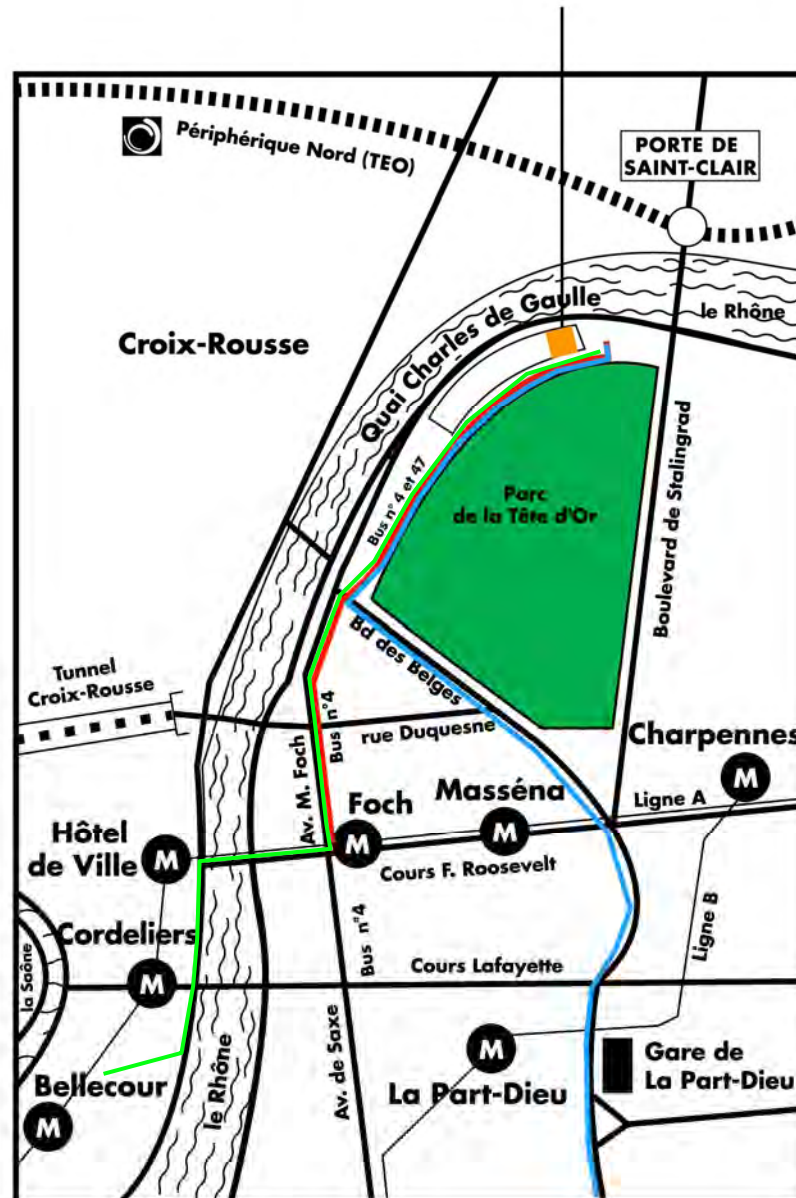 Périphérique Nord (TEO)
PORTE DE
SAINT-CLAIR
Quai Charles de Gaulle
le Rhône
Croix-Rousse
Bus n° 4 et 47
Parc
de la Tête d'Or
Boulevard de Stalingrad
Bd des Belges
Tunnel
Croix-Rousse
Bus n°4
rue Duquesne
Av. M. Foch
Charpennes
M
Foch
M
Masséna
M
Ligne A
Hôtel
de Ville
M
Cours F. Roosevelt
Cordeliers
M
Bus n°4
Ligne B
Cours Lafayette
la Saône
Bellecour
M
le Rhône
Av. de Saxe
M
La Part-Dieu
Gare de
La Part-Dieu